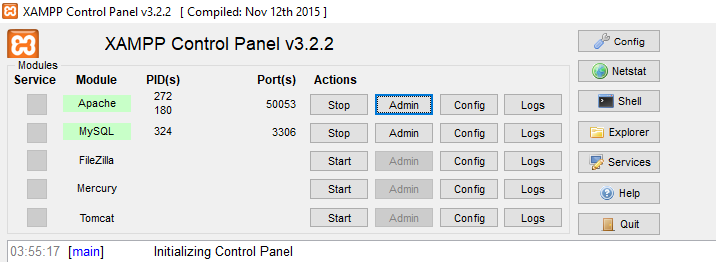 XAMPP Control Panel v3.2.2 [ Compiled: Nov 12th 2015 ]
XAMPP Control Panel v3.2.2
Config
Modules
Service Module PID(s) Port(s) Actions
Netstat
Apache 272 180 50053 Stop Admin Config Logs
Shell
MySQL 324 3306 Stop Admin Config Logs
Explorer
FileZilla Start Admin Config Logs
Services
Mercury Start Admin Config Logs
Help
Tomcat Start Admin Config Logs
Quit
03:55:17 [main] Initializing Control Panel